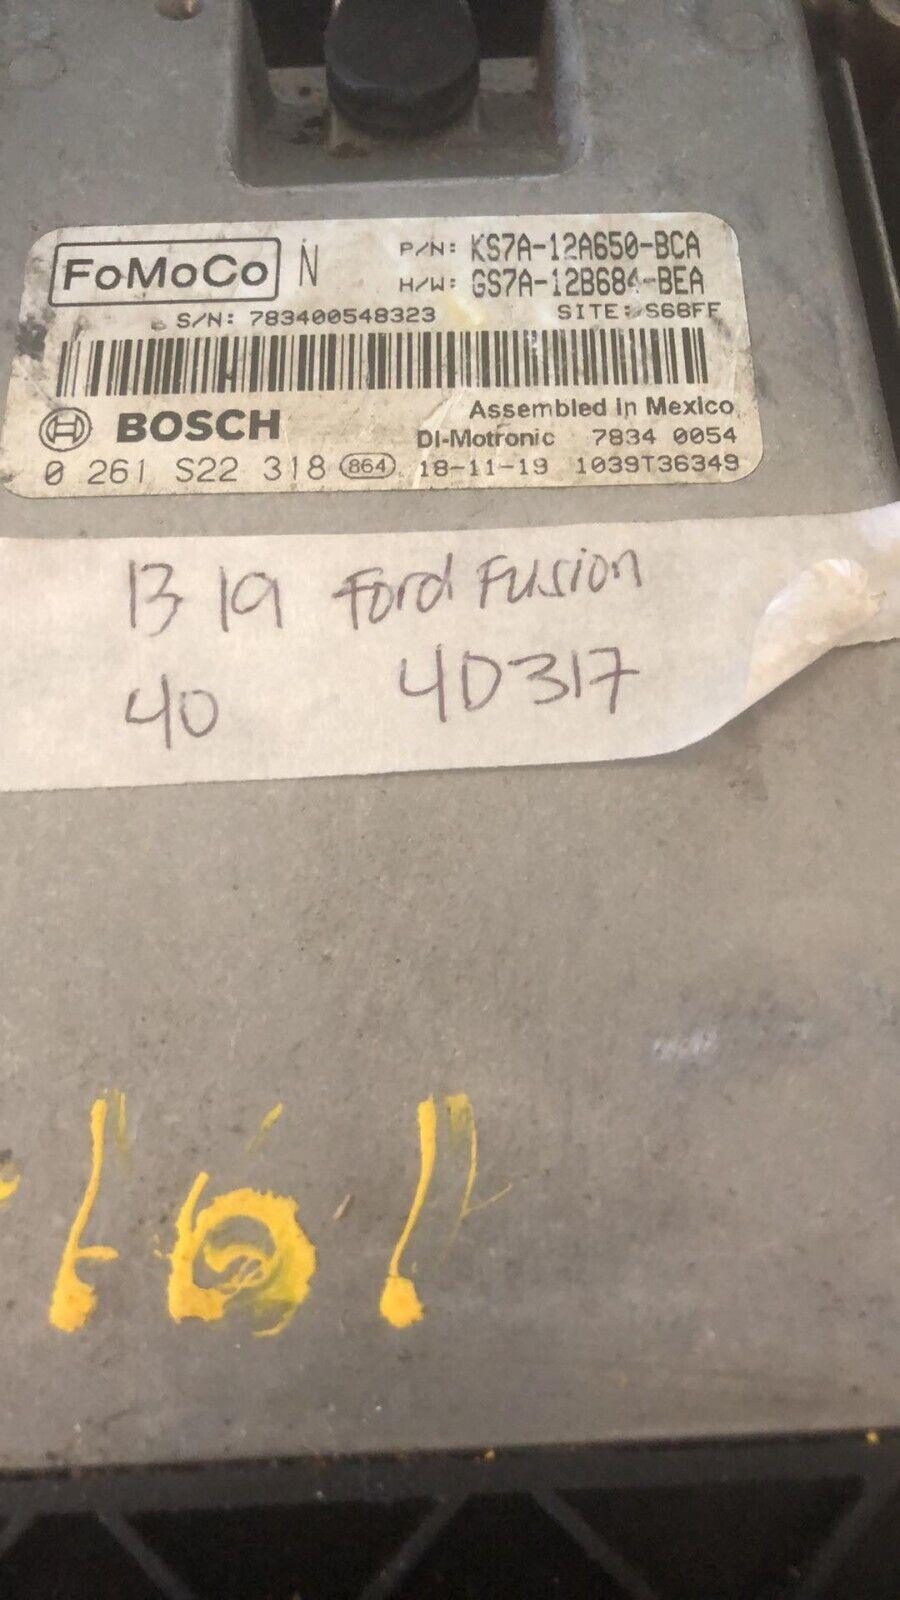 FoMoCo N P/N: KS7A-12A650-BCA
H/W: GS7A-12B684-BEA
S/N: 783400548323 SITE: S68FF
BOSCH Assembled in Mexico
DI-Motronic 7834 0054
0 261 S22 318 864 18-11-19 1039T36349
13 19 Ford Fusion
40 4D317